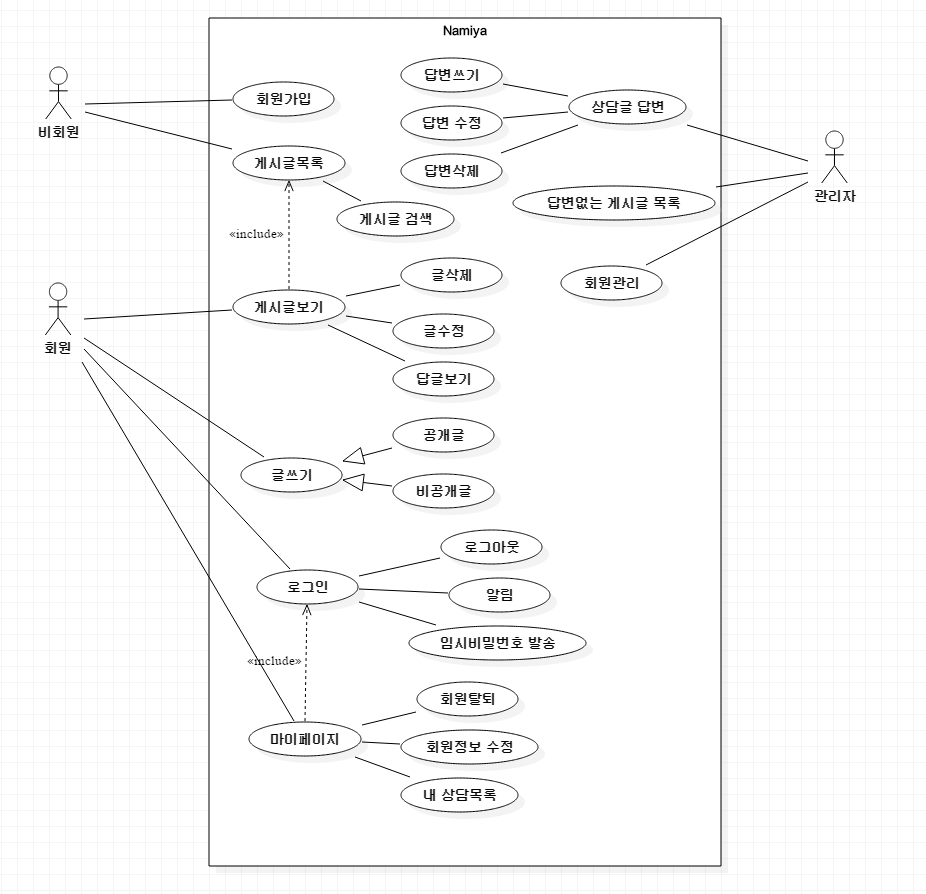 Namiya
비회원
회원가입
게시글목록
게시글 검색
«include»
답변쓰기
답변 수정
답변삭제
상담글 답변
답변없는 게시글 목록
회원관리
관리자
회원
게시글보기
글삭제
글수정
답글보기
글쓰기
공개글
비공개글
로그인
로그아웃
알림
임시비밀번호 발송
«include»
마이페이지
회원탈퇴
회원정보 수정
내 상담목록